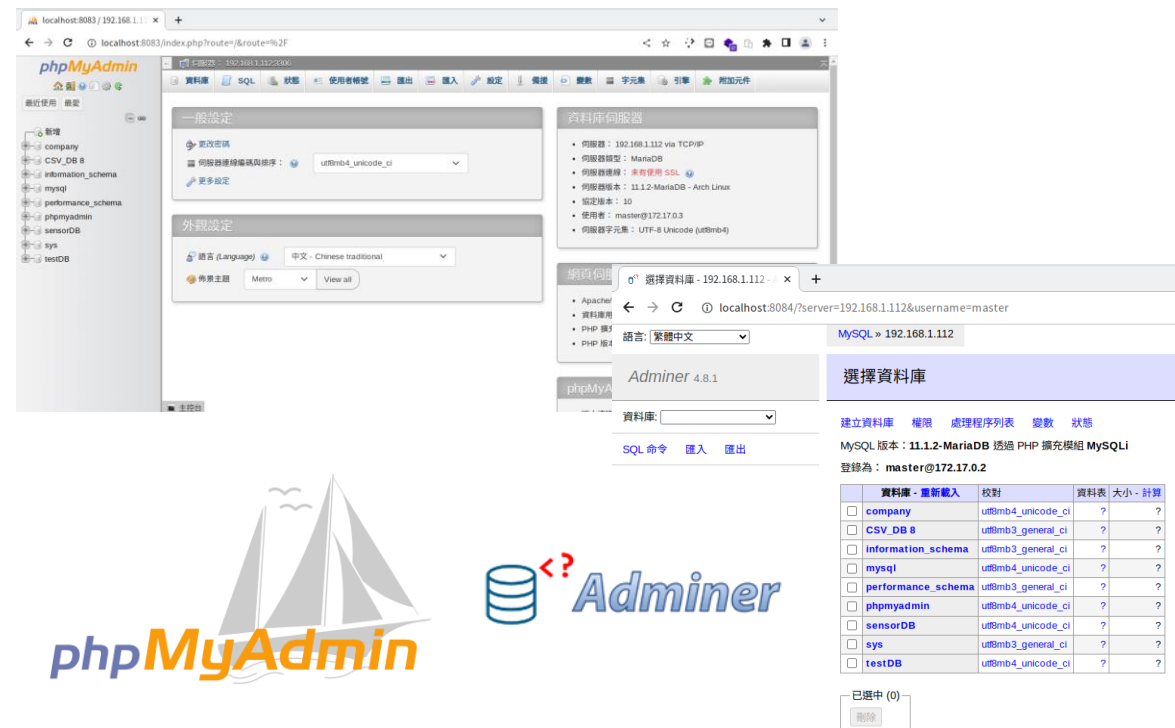 localhost:8083 / 192.168.1.1
localhost:8083/index.php?route=/&route=%2F
phpMyAdmin
最近使用 最愛
新增
company
CSV_DB 8
information_schema
mysql
performance_schema
phpmyadmin
sensorDB
sys
testDB
伺服器： 192.168.1.112:3306
資料庫 SQL 狀態 使用者帳號 匯出 匯入 設定 備援 變數 字元集 引擎 附加元件
一般設定
更改密碼
伺服器連線編碼與排序： utf8mb4_unicode_ci
更多設定
外觀設定
語言 (Language) 中文 - Chinese traditional
佈景主題 Metro View all
主控台
資料庫伺服器
伺服器： 192.168.1.112 via TCP/IP
伺服器類型： MariaDB
伺服器連線： 未有使用 SSL
伺服器版本： 11.1.2-MariaDB - Arch Linux
協定版本： 10
使用者： master@172.17.0.3
伺服器字元集： UTF-8 Unicode (utf8mb4)
網頁伺服
Apache/
資料庫用
PHP 擴充
PHP 版本
phpMyA
選擇資料庫 - 192.168.1.112 -
localhost:8084/?server=192.168.1.112&username=master
語言: 繁體中文
Adminer 4.8.1
資料庫:
SQL 命令 匯入 匯出
MySQL » 192.168.1.112
選擇資料庫
建立資料庫 權限 處理程序列表 變數 狀態
MySQL 版本：11.1.2-MariaDB 透過 PHP 擴充模組 MySQLi
登錄為： master@172.17.0.2
資料庫 - 重新載入 校對 資料表 大小 - 計算
company utf8mb4_unicode_ci ? ?
CSV_DB 8 utf8mb3_general_ci ? ?
information_schema utf8mb3_general_ci ? ?
mysql utf8mb4_unicode_ci ? ?
performance_schema utf8mb3_general_ci ? ?
phpmyadmin utf8mb4_unicode_ci ? ?
sensorDB utf8mb4_unicode_ci ? ?
sys utf8mb3_general_ci ? ?
testDB utf8mb4_unicode_ci ? ?
已選中 (0)
刪除
phpMyAdmin
<? Adminer